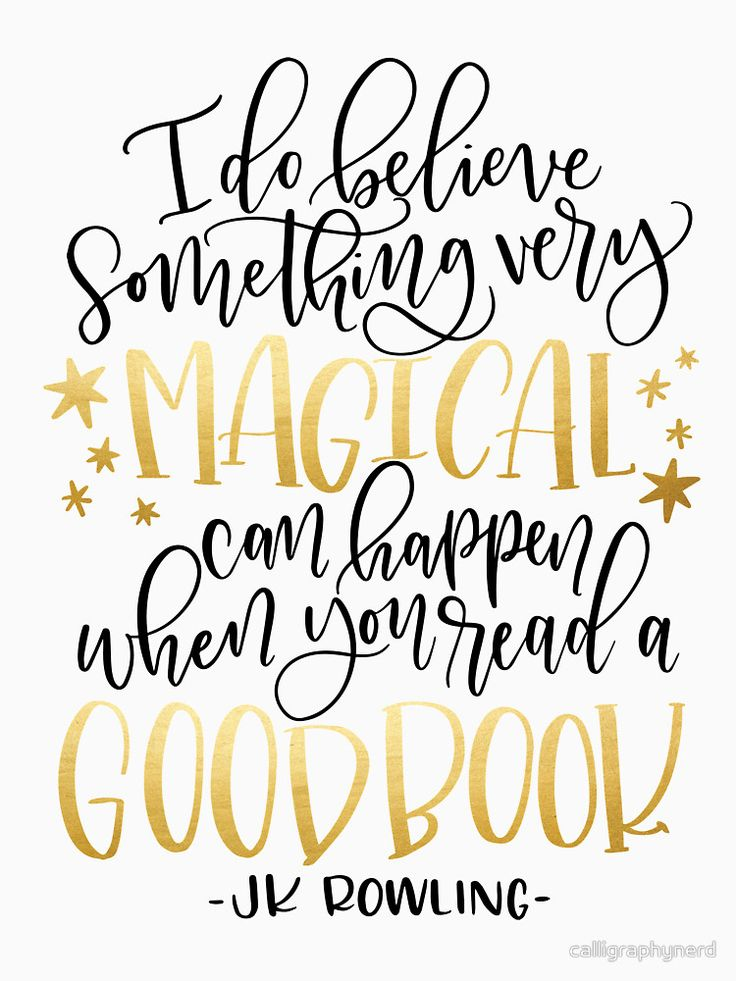 I do believe
something very
MAGICAL
can happen
when you read a
GOOD BOOK
-JK ROWLING-
calligraphynerd